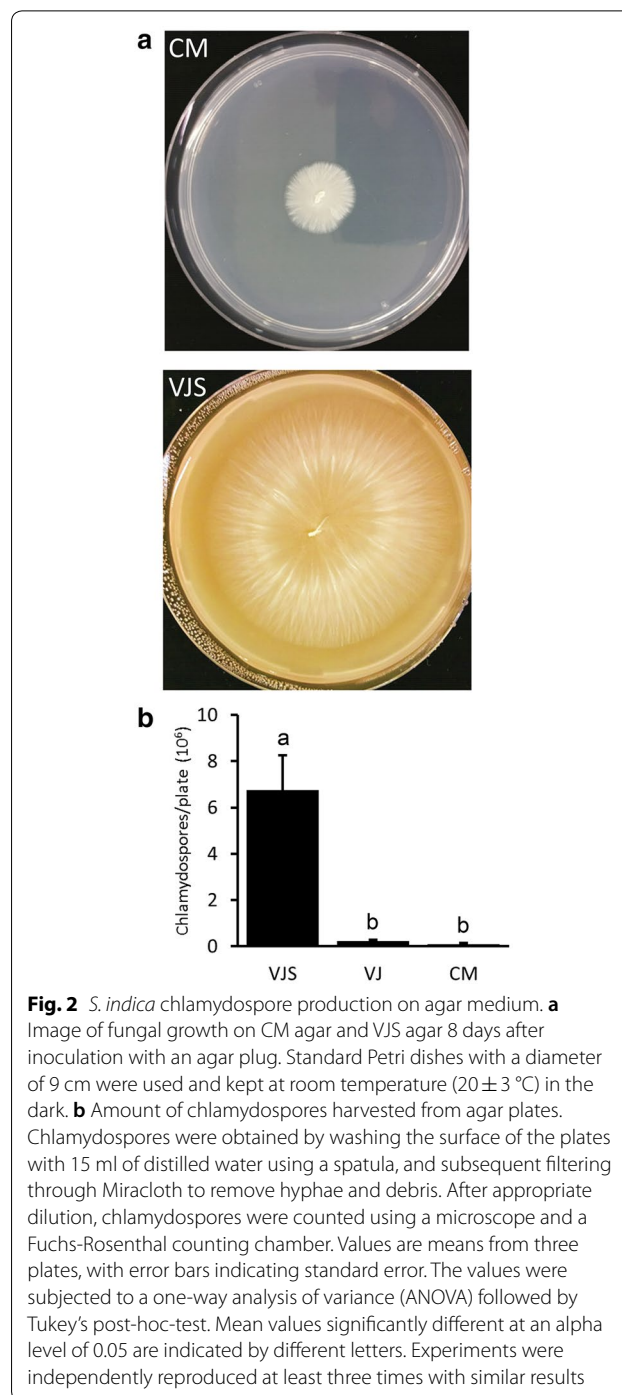 a
CM
VJS
b
10
8
6
4
2
0
Chlamydospores/plate (10⁶)
a
b
b
VJS VJ CM
Fig. 2 S. indica chlamydospore production on agar medium. a
Image of fungal growth on CM agar and VJS agar 8 days after
inoculation with an agar plug. Standard Petri dishes with a diameter
of 9 cm were used and kept at room temperature (20 ± 3 °C) in the
dark. b Amount of chlamydospores harvested from agar plates.
Chlamydospores were obtained by washing the surface of the plates
with 15 ml of distilled water using a spatula, and subsequent filtering
through Miracloth to remove hyphae and debris. After appropriate
dilution, chlamydospores were counted using a microscope and a
Fuchs-Rosenthal counting chamber. Values are means from three
plates, with error bars indicating standard error. The values were
subjected to a one-way analysis of variance (ANOVA) followed by
Tukey's post-hoc-test. Mean values significantly different at an alpha
level of 0.05 are indicated by different letters. Experiments were
independently reproduced at least three times with similar results